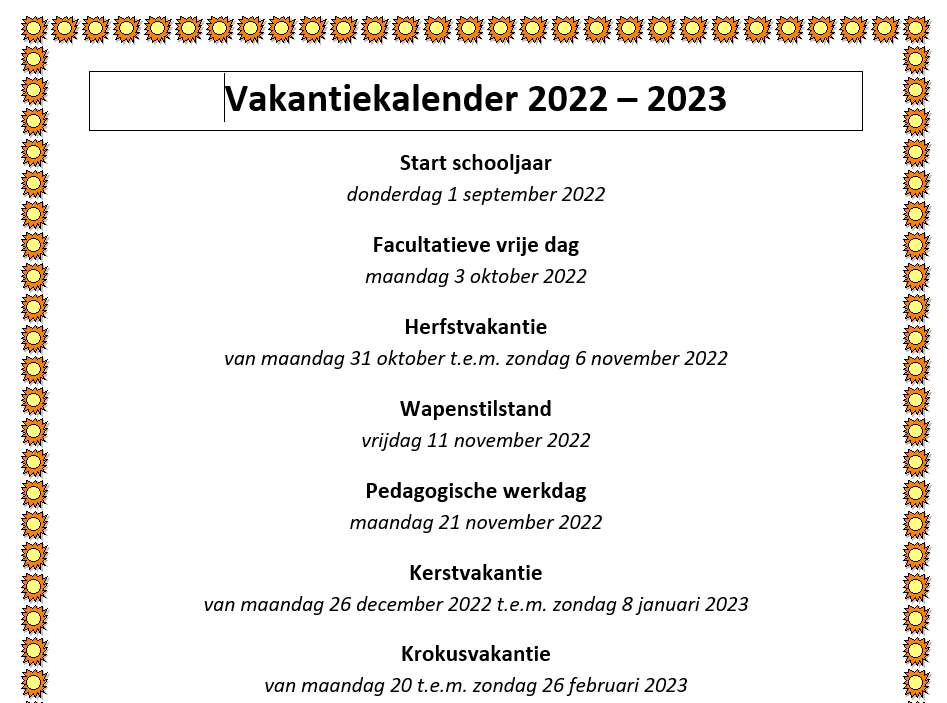 Vakantiekalender 2022 – 2023
Start schooljaar
donderdag 1 september 2022
Facultatieve vrije dag
maandag 3 oktober 2022
Herfstvakantie
van maandag 31 oktober t.e.m. zondag 6 november 2022
Wapenstilstand
vrijdag 11 november 2022
Pedagogische werkdag
maandag 21 november 2022
Kerstvakantie
van maandag 26 december 2022 t.e.m. zondag 8 januari 2023
Krokusvakantie
van maandag 20 t.e.m. zondag 26 februari 2023